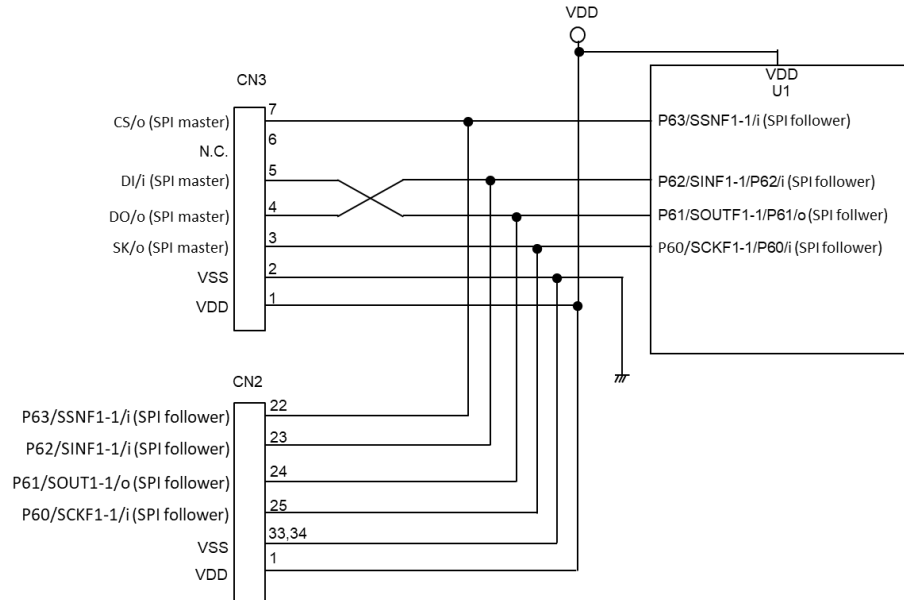 VDD
VDD
U1
CN3
CS/o (SPI master)
7
P63/SSNF1-1/i (SPI follower)
N.C.
6
DI/i (SPI master)
5
P62/SINF1-1/P62/i (SPI follower)
DO/o (SPI master)
4
P61/SOUTF1-1/P61/o (SPI follwer)
SK/o (SPI master)
3
P60/SCKF1-1/P60/i (SPI follower)
VSS
2
VDD
1
CN2
P63/SSNF1-1/i (SPI follower)
22
P62/SINF1-1/i (SPI follower)
23
P61/SOUT1-1/o (SPI follower)
24
P60/SCKF1-1/i (SPI follower)
25
VSS
33,34
VDD
1